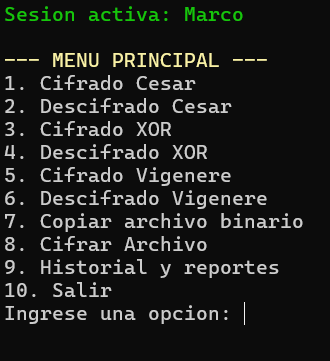 Sesion activa: Marco
--- MENU PRINCIPAL ---
1. Cifrado Cesar
2. Descifrado Cesar
3. Cifrado XOR
4. Descifrado XOR
5. Cifrado Vigenere
6. Descifrado Vigenere
7. Copiar archivo binario
8. Cifrar Archivo
9. Historial y reportes
10. Salir
Ingrese una opcion: